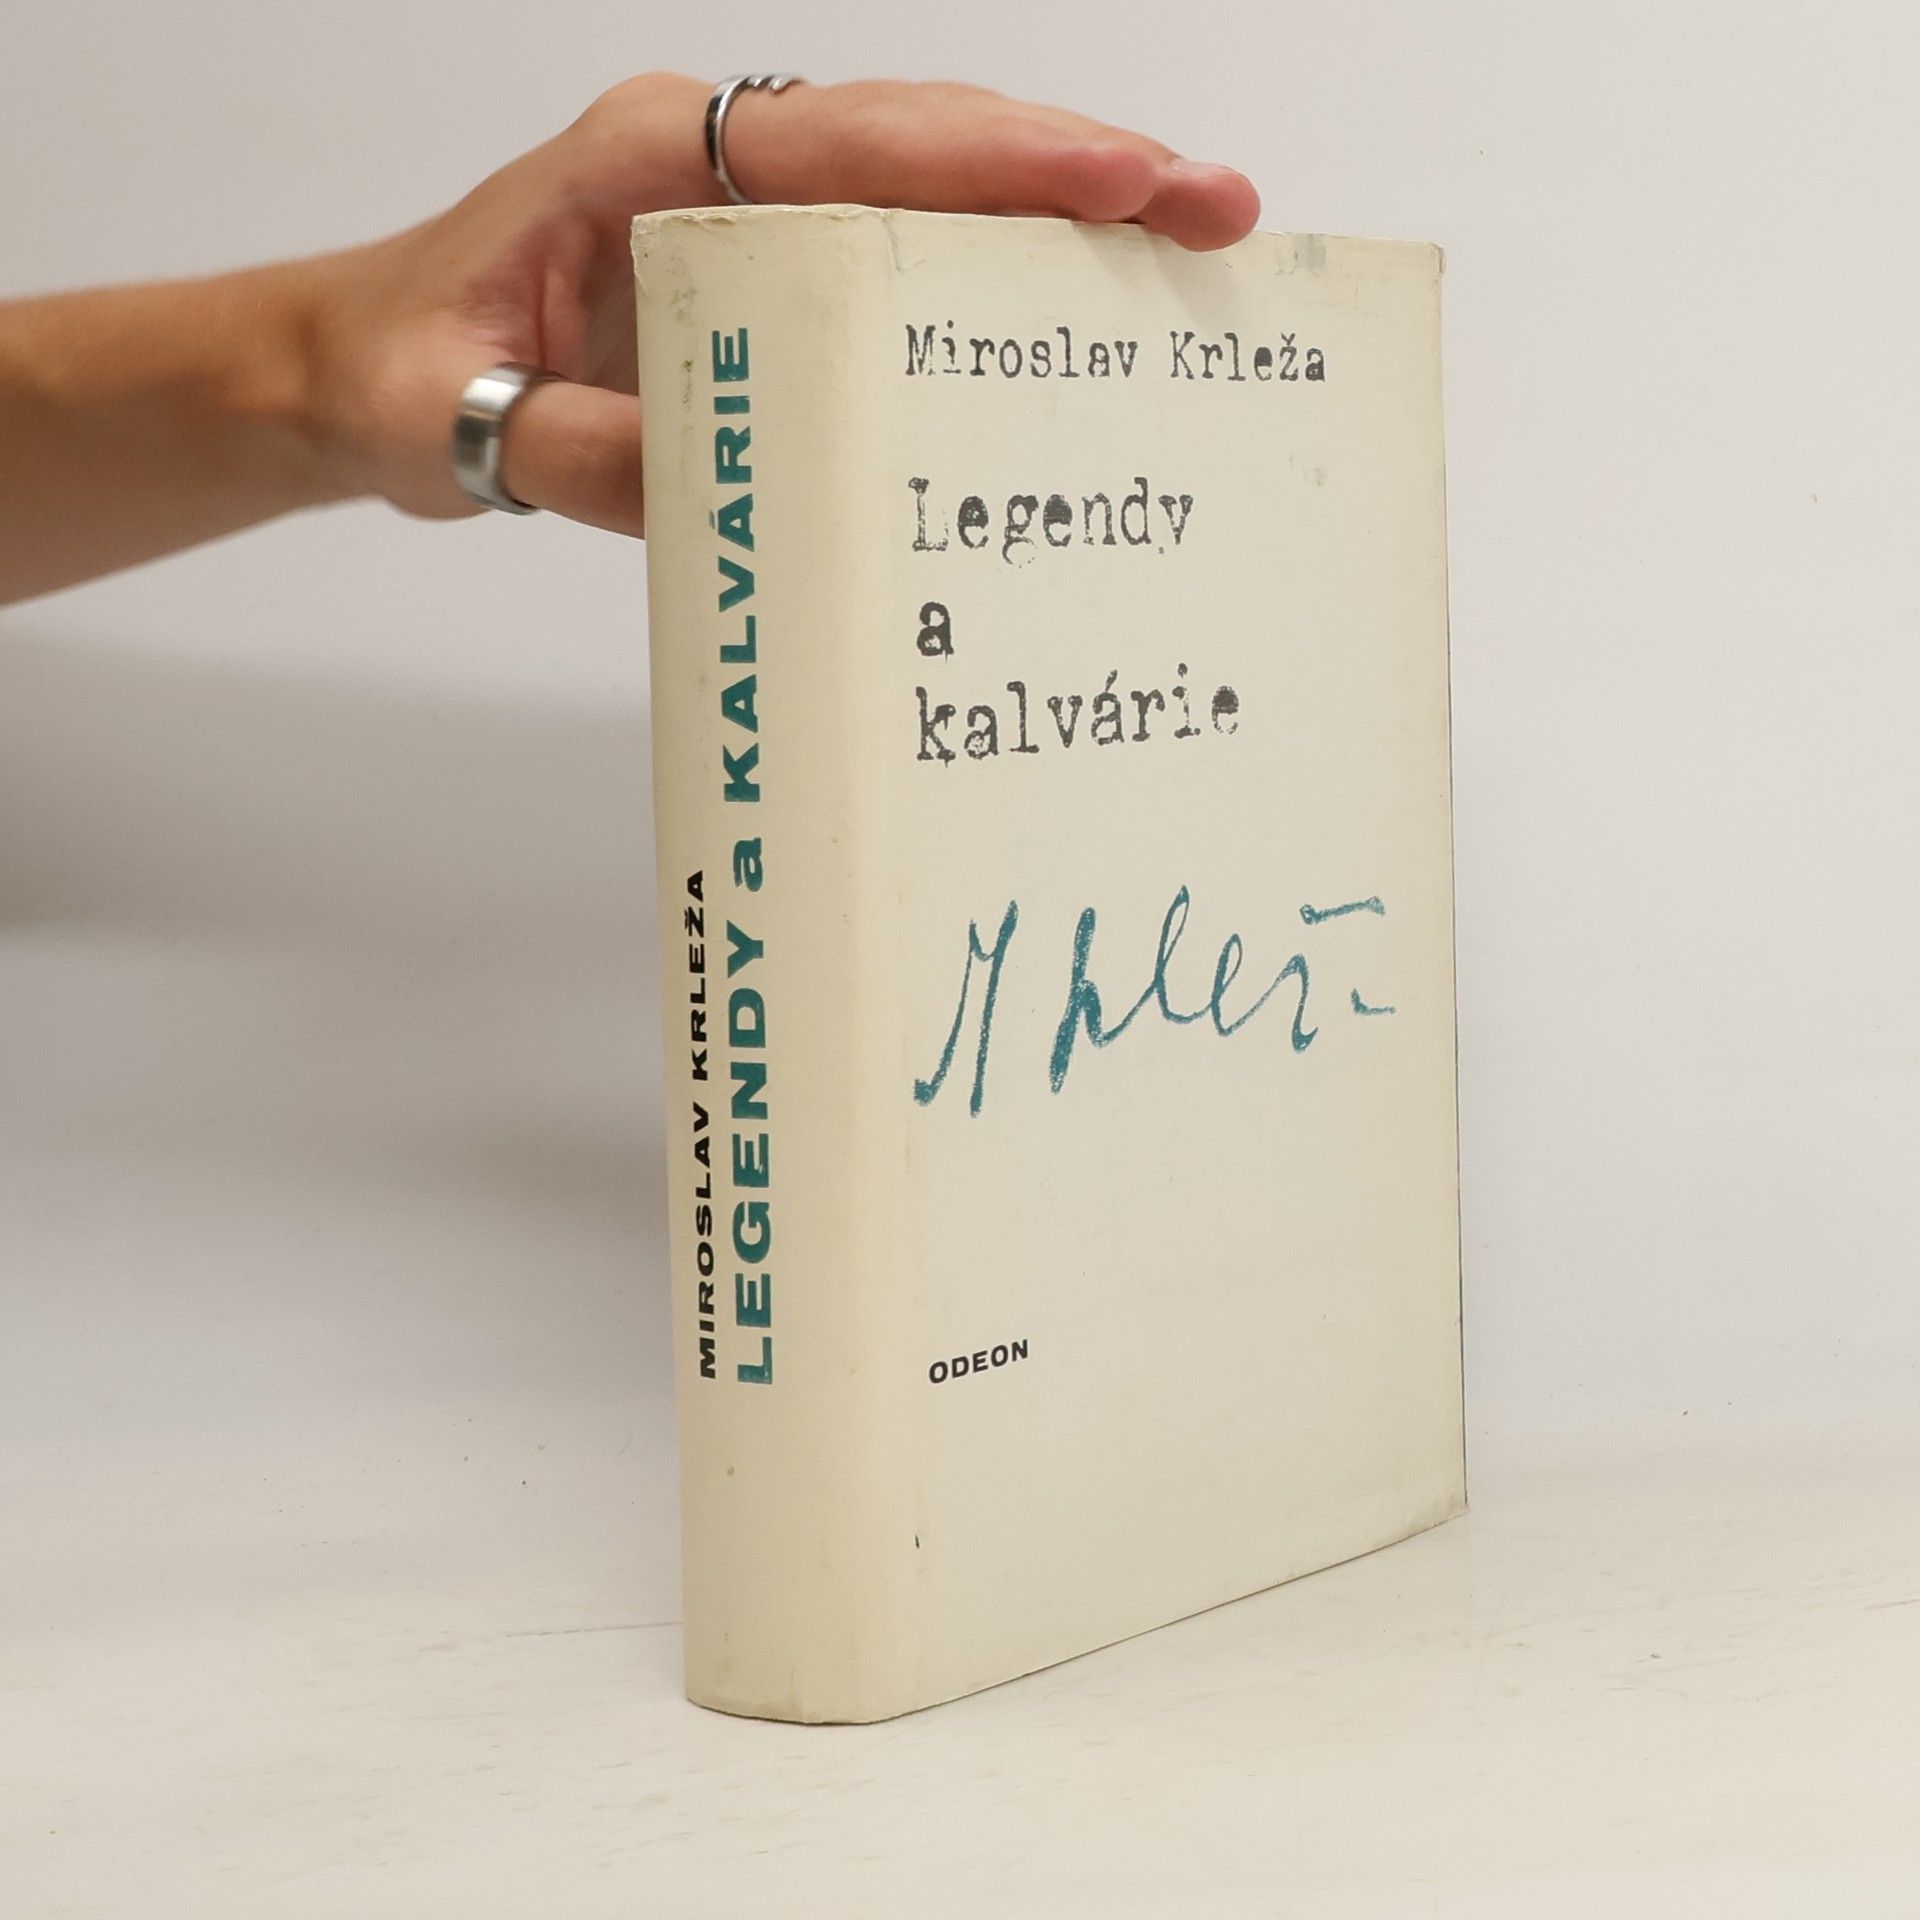 MIROSLAV KRLEŽA
LEGENDY a KALVÁRIE
Miroslav Krleža
Legendy
a
kalvárie
ODEON